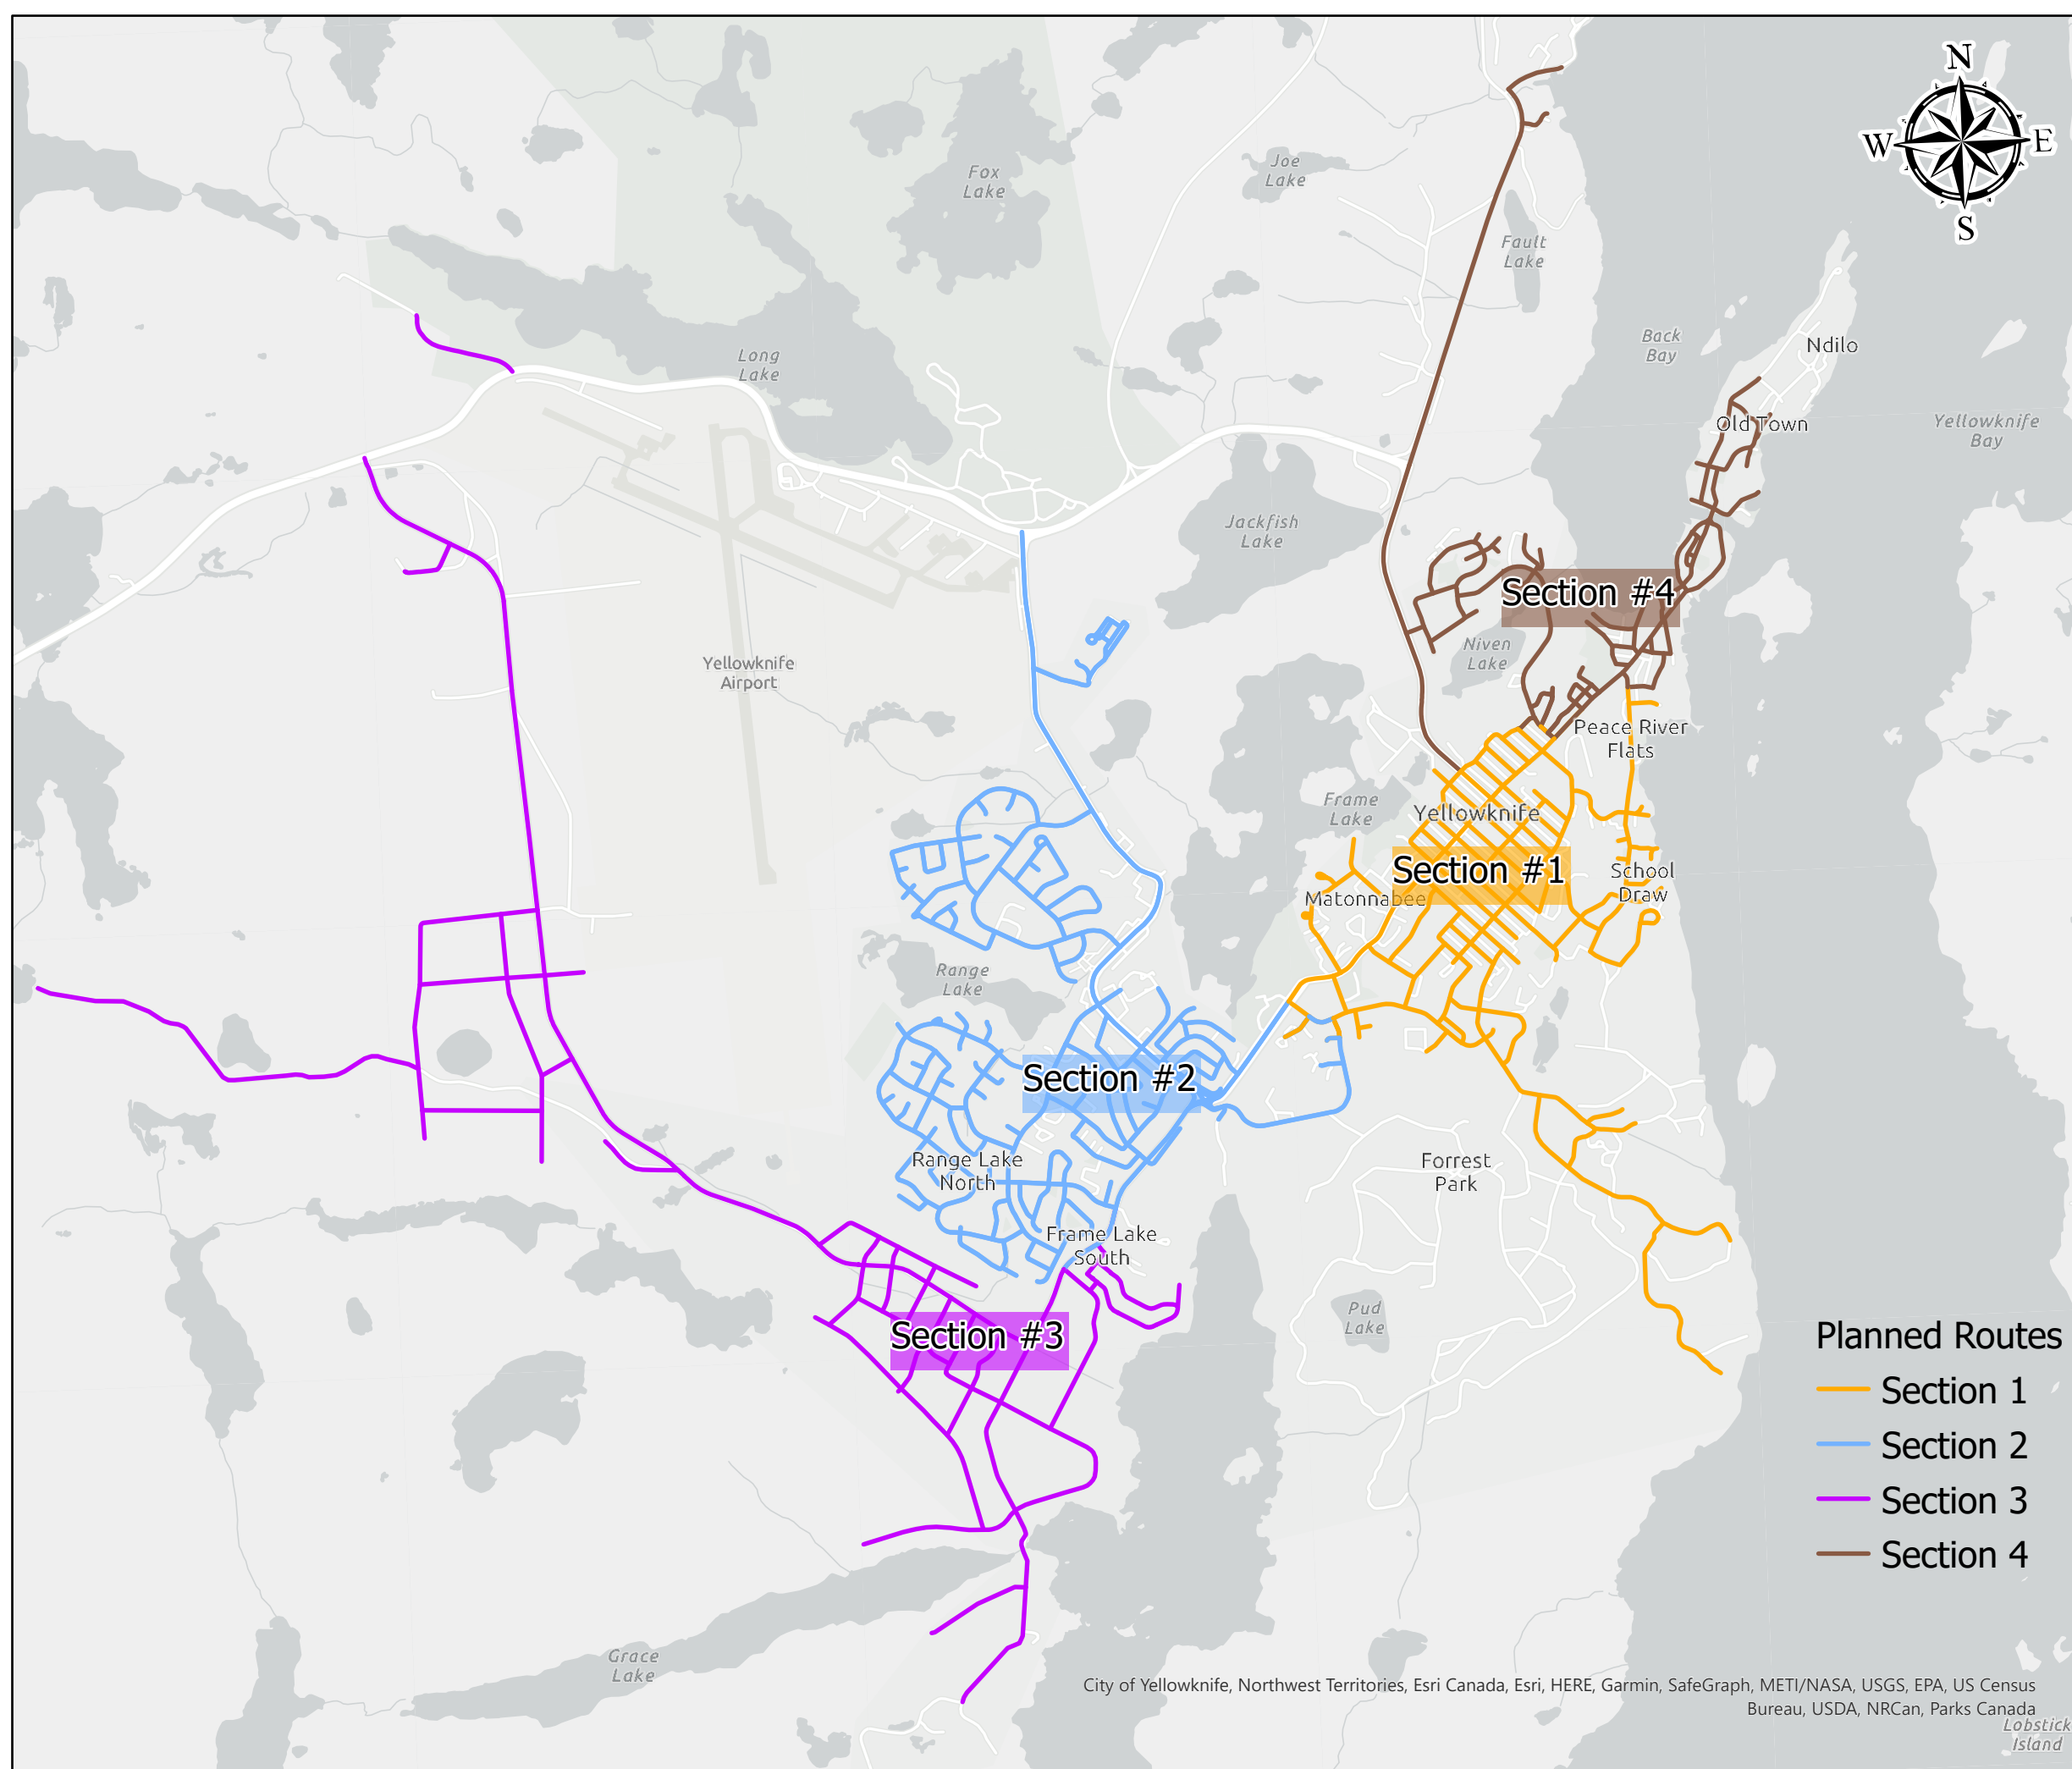 N
W
E
S
Fox
Lake
Joe
Lake
Fault
Lake
Back
Bay
Ndilo
Long
Lake
Old Town
Yellowknife
Bay
Jackfish
Lake
Section #4
Niven
Lake
Yellowknife
Airport
Peace River
Flats
Frame
Lake
Yellowknife
Section #1
School
Draw
Matonnabee
Range
Lake
Section #2
Range Lake
North
Forrest
Park
Frame Lake
South
Pud
Lake
Section #3
Planned Routes
Section 1
Section 2
Section 3
Section 4
Grace
Lake
City of Yellowknife, Northwest Territories, Esri Canada, Esri, HERE, Garmin, SafeGraph, METI/NASA, USGS, EPA, US Census
Bureau, USDA, NRCan, Parks Canada
Lobstick
Island